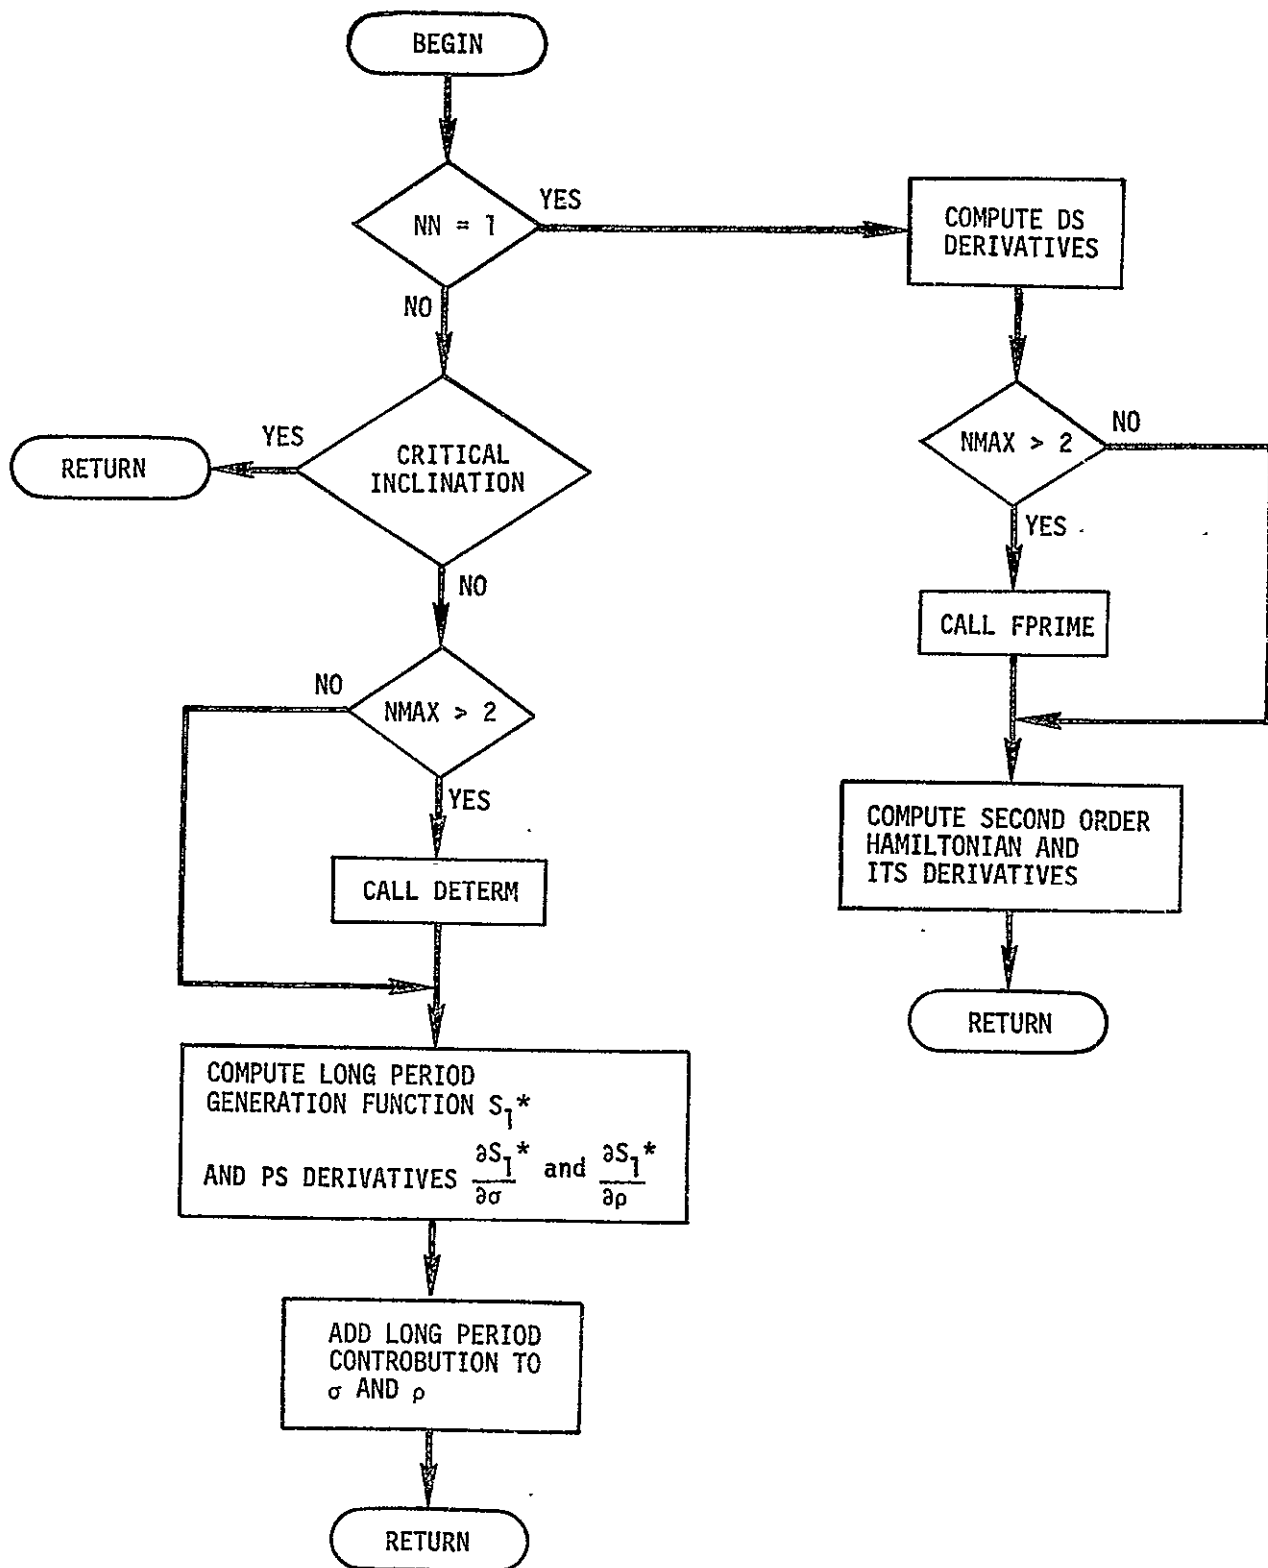 BEGIN
NN = 1
YES
NO
COMPUTE DS
DERIVATIVES
CRITICAL
INCLINATION
YES
RETURN
NO
NMAX > 2
NO
YES
CALL FPRIME
NMAX > 2
NO
YES
CALL DETERM
COMPUTE SECOND ORDER
HAMILTONIAN AND
ITS DERIVATIVES
RETURN
COMPUTE LONG PERIOD
GENERATION FUNCTION S₁*
AND PS DERIVATIVES ∂S₁*/∂σ and ∂S₁*/∂ρ
ADD LONG PERIOD
CONTROBUTION TO
σ AND ρ
RETURN